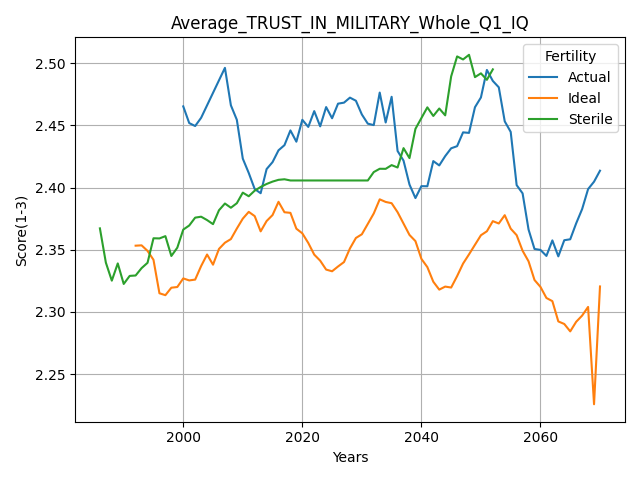 Average_TRUST_IN_MILITARY_Whole_Q1_IQ
Fertility
Actual
Ideal
Sterile
Score(1-3)
2.50
2.45
2.40
2.35
2.30
2.25
2000 2020 2040 2060
Years